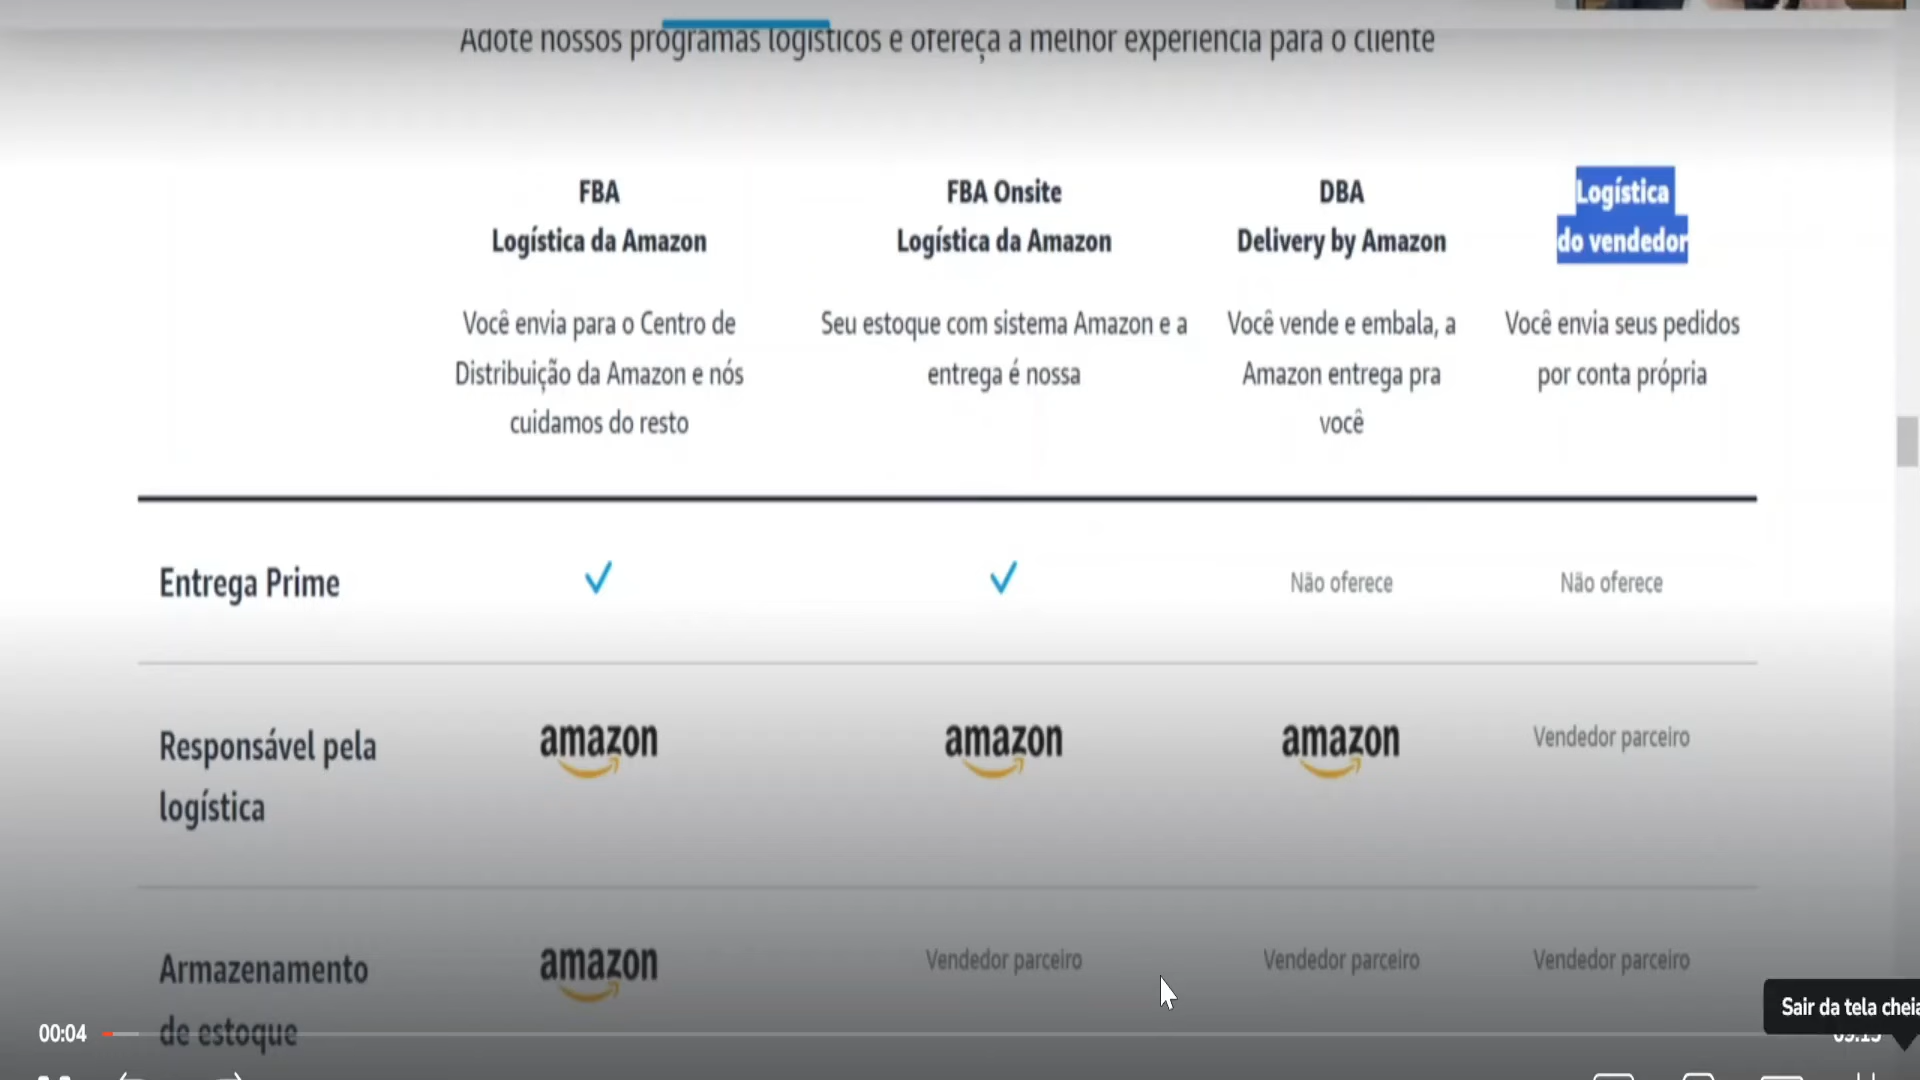 Adote nossos programas logísticos e ofereça a melhor experiência para o cliente
FBA
Logística da Amazon
FBA Onsite
Logística da Amazon
DBA
Delivery by Amazon
Logística
do vendedor
Você envia para o Centro de
Distribuição da Amazon e nós
cuidamos do resto
Seu estoque com sistema Amazon e a
entrega é nossa
Você vende e embala, a
Amazon entrega pra
você
Você envia seus pedidos
por conta própria
Entrega Prime
Não oferece
Não oferece
Responsável pela
logística
amazon
amazon
amazon
Vendedor parceiro
Armazenamento
de estoque
amazon
Vendedor parceiro
Vendedor parceiro
Vendedor parceiro
Sair da tela cheia
00:04